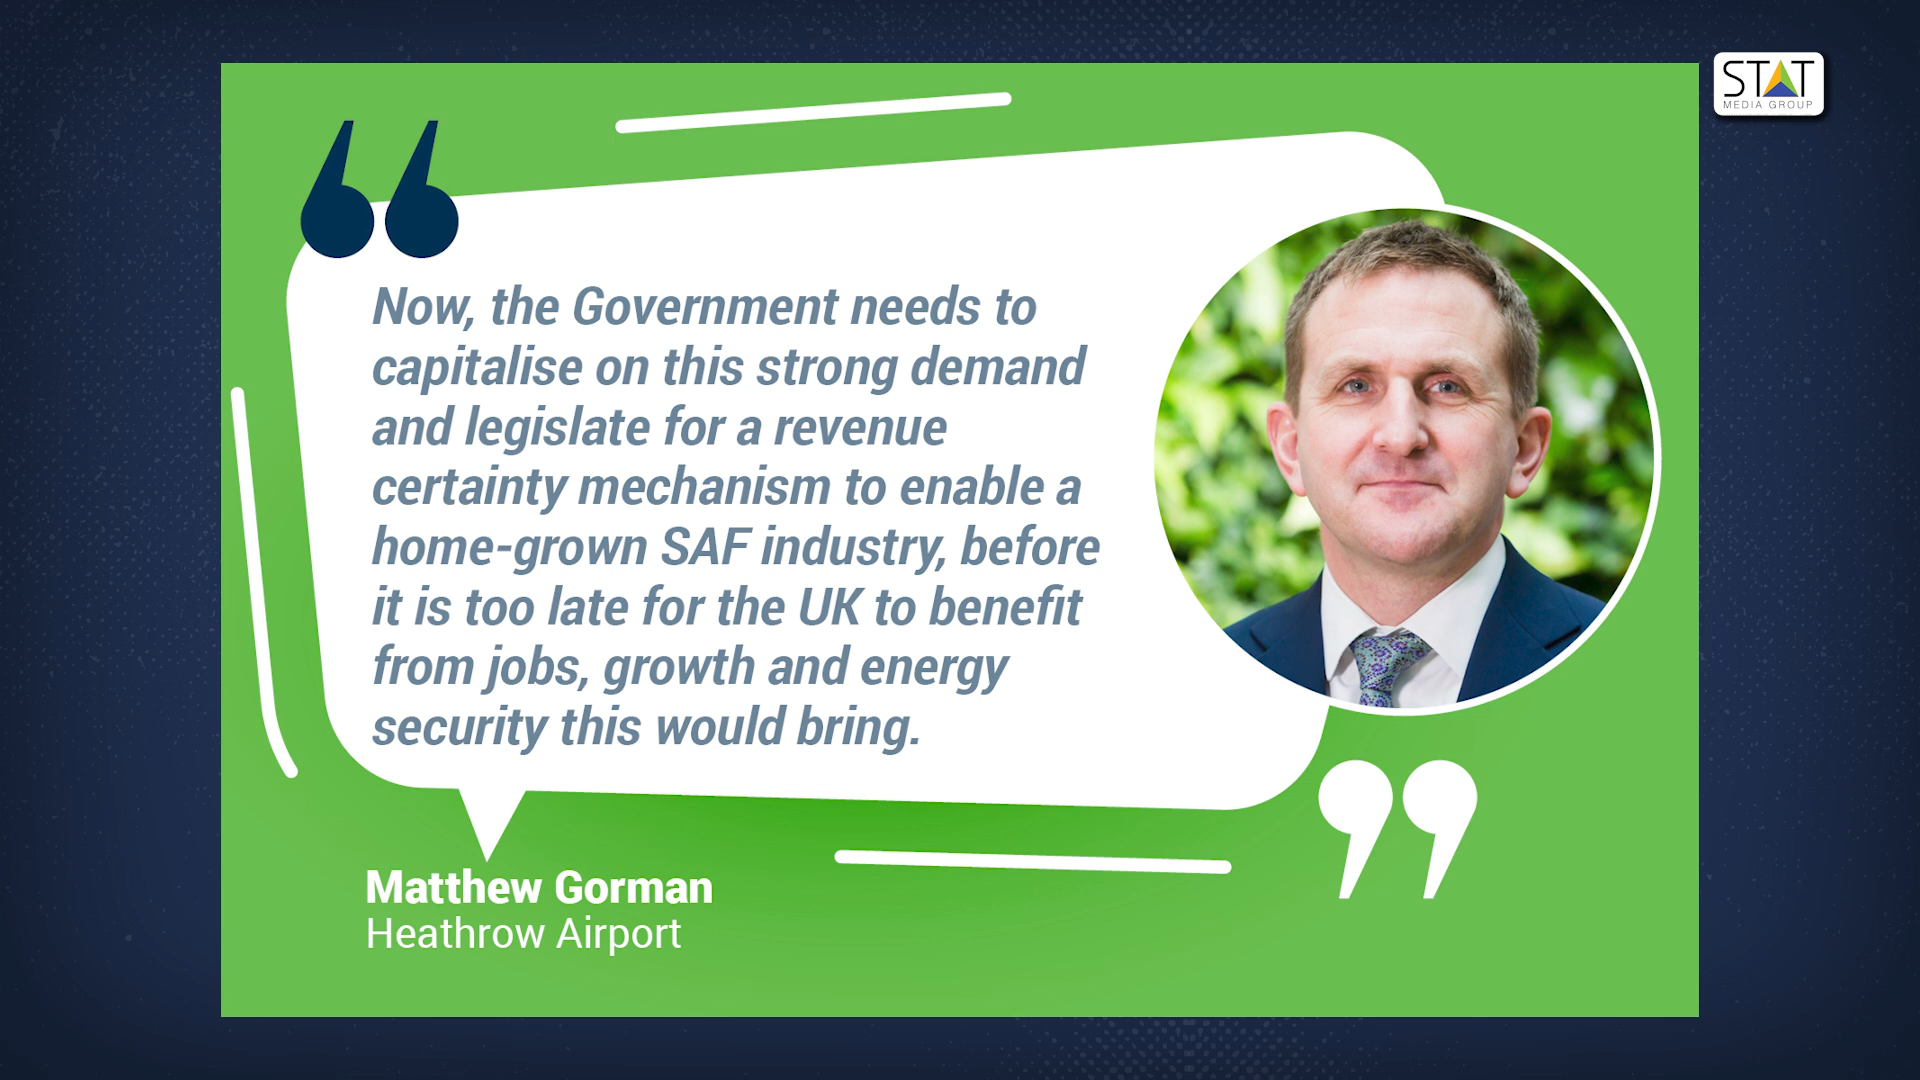 STAT
MEDIA GROUP
Now, the Government needs to
capitalise on this strong demand
and legislate for a revenue
certainty mechanism to enable a
home-grown SAF industry, before
it is too late for the UK to benefit
from jobs, growth and energy
security this would bring.
Matthew Gorman
Heathrow Airport